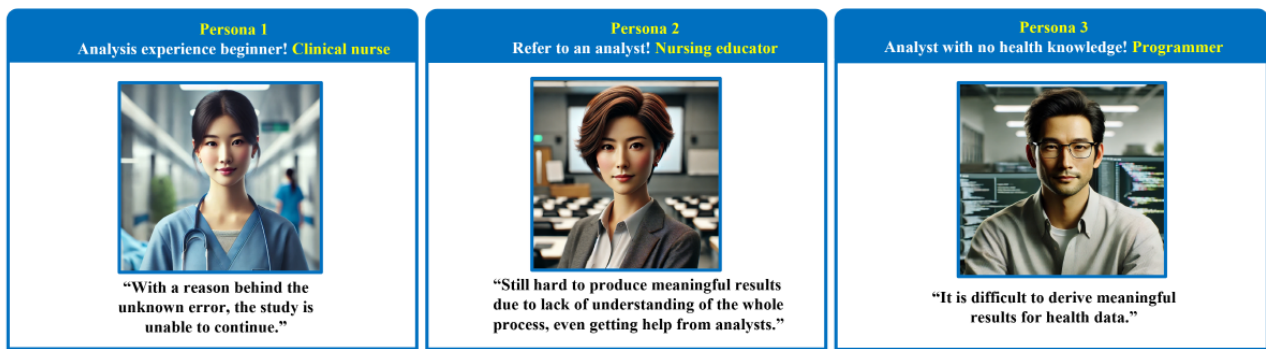 Persona 1
Analysis experience beginner! Clinical nurse
“With a reason behind the
unknown error, the study is
unable to continue.”
Persona 2
Refer to an analyst! Nursing educator
“Still hard to produce meaningful results
due to lack of understanding of the whole
process, even getting help from analysts.”
Persona 3
Analyst with no health knowledge! Programmer
“It is difficult to derive meaningful
results for health data.”